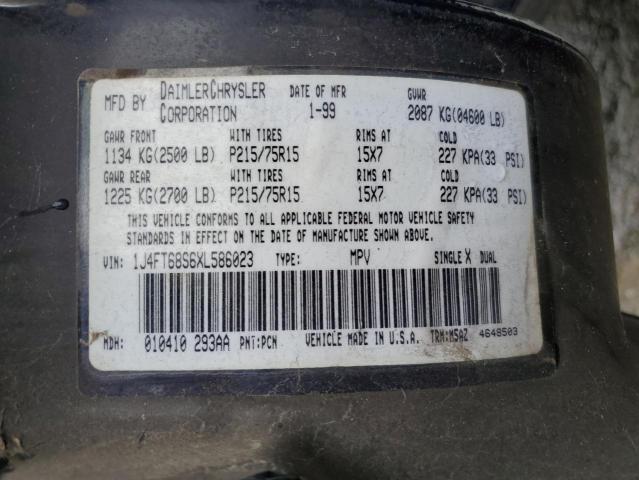 MFD BY DAIMLERCHRYSLER CORPORATION DATE OF MFR 1-99 GVWR 2087 KG(04600 LB)
GAWR FRONT WITH TIRES RIMS AT COLD
1134 KG(2500 LB) P215/75R15 15X7 227 KPA(33 PSI)
GAWR REAR WITH TIRES RIMS AT COLD
1225 KG(2700 LB) P215/75R15 15X7 227 KPA(33 PSI)
THIS VEHICLE CONFORMS TO ALL APPLICABLE FEDERAL MOTOR VEHICLE SAFETY
STANDARDS IN EFFECT ON THE DATE OF MANUFACTURE SHOWN ABOVE.
VIN: 1J4FT68S6XL586023 TYPE: MPV SINGLE X DUAL
MDH: 010410 293AA PNT:PCN VEHICLE MADE IN U.S.A. TRM:M5AZ 4648503